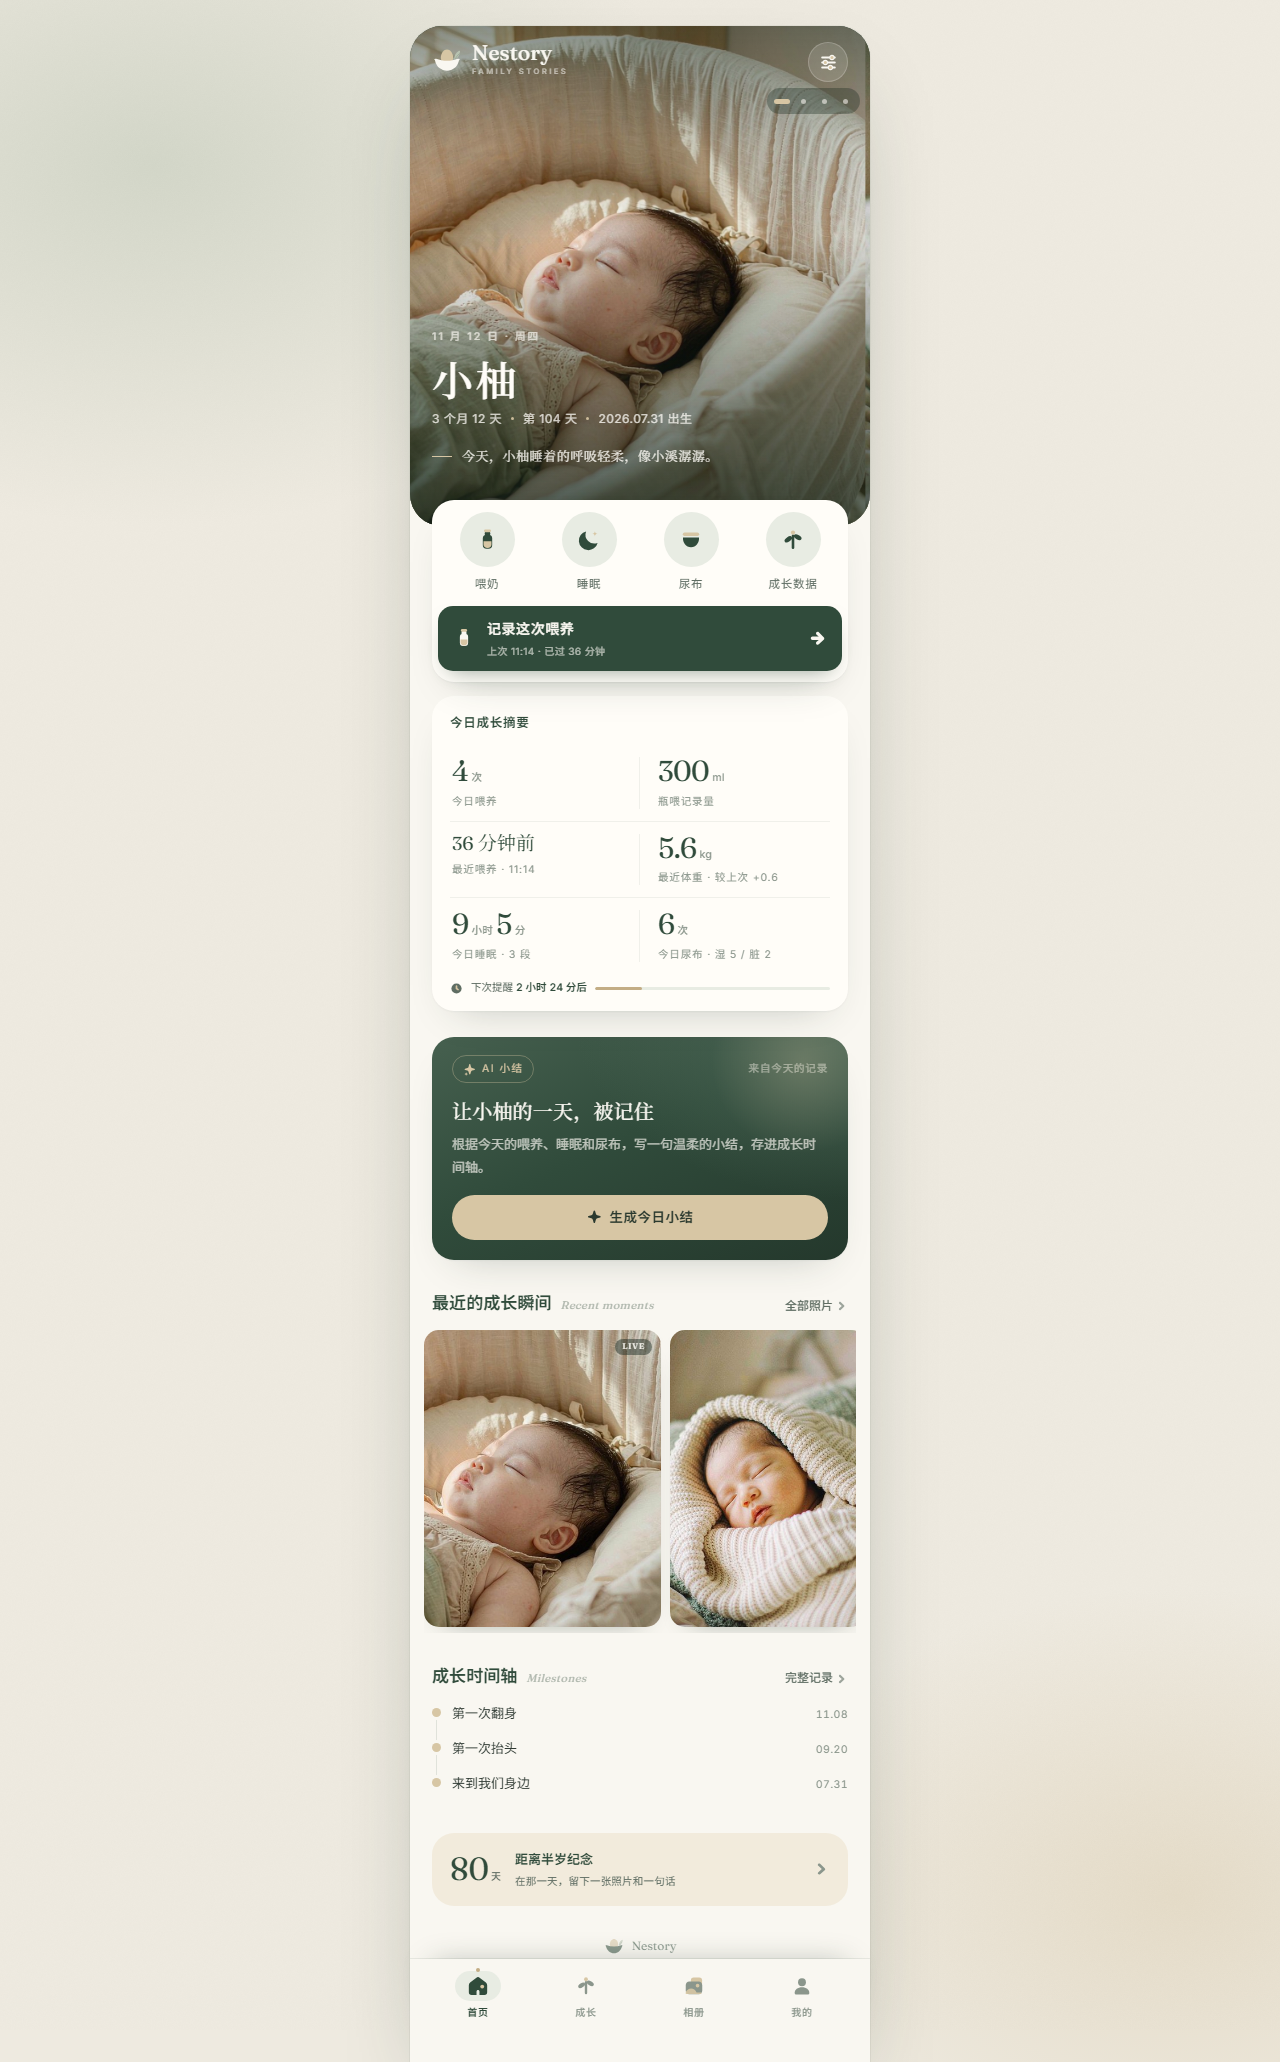 Nestory
FAMILY STORIES
11 月 12 日 · 周四
小柚
3 个月 12 天 · 第 104 天 · 2026.07.31 出生
今天，小柚睡着的呼吸轻柔，像小溪潺潺。
喂奶 睡眠 尿布 成长数据
记录这次喂养
上次 11:14 · 已过 36 分钟
今日成长摘要
4 次 300 ml
今日喂养 瓶喂记录量
36 分钟前 5.6 kg
最近喂养 · 11:14 最近体重 · 较上次 +0.6
9 小时 5 分 6 次
今日睡眠 · 3 段 今日尿布 · 湿 5 / 脏 2
下次提醒 2 小时 24 分后
AI 小结 来自今天的记录
让小柚的一天，被记住
根据今天的喂养、睡眠和尿布，写一句温柔的小结，存进成长时
间轴。
生成今日小结
最近的成长瞬间 Recent moments 全部照片
LIVE
成长时间轴 Milestones 完整记录
第一次翻身 11.08
第一次抬头 09.20
来到我们身边 07.31
80 天 距离半岁纪念
在那一天，留下一张照片和一句话
Nestory
首页 成长 相册 我的